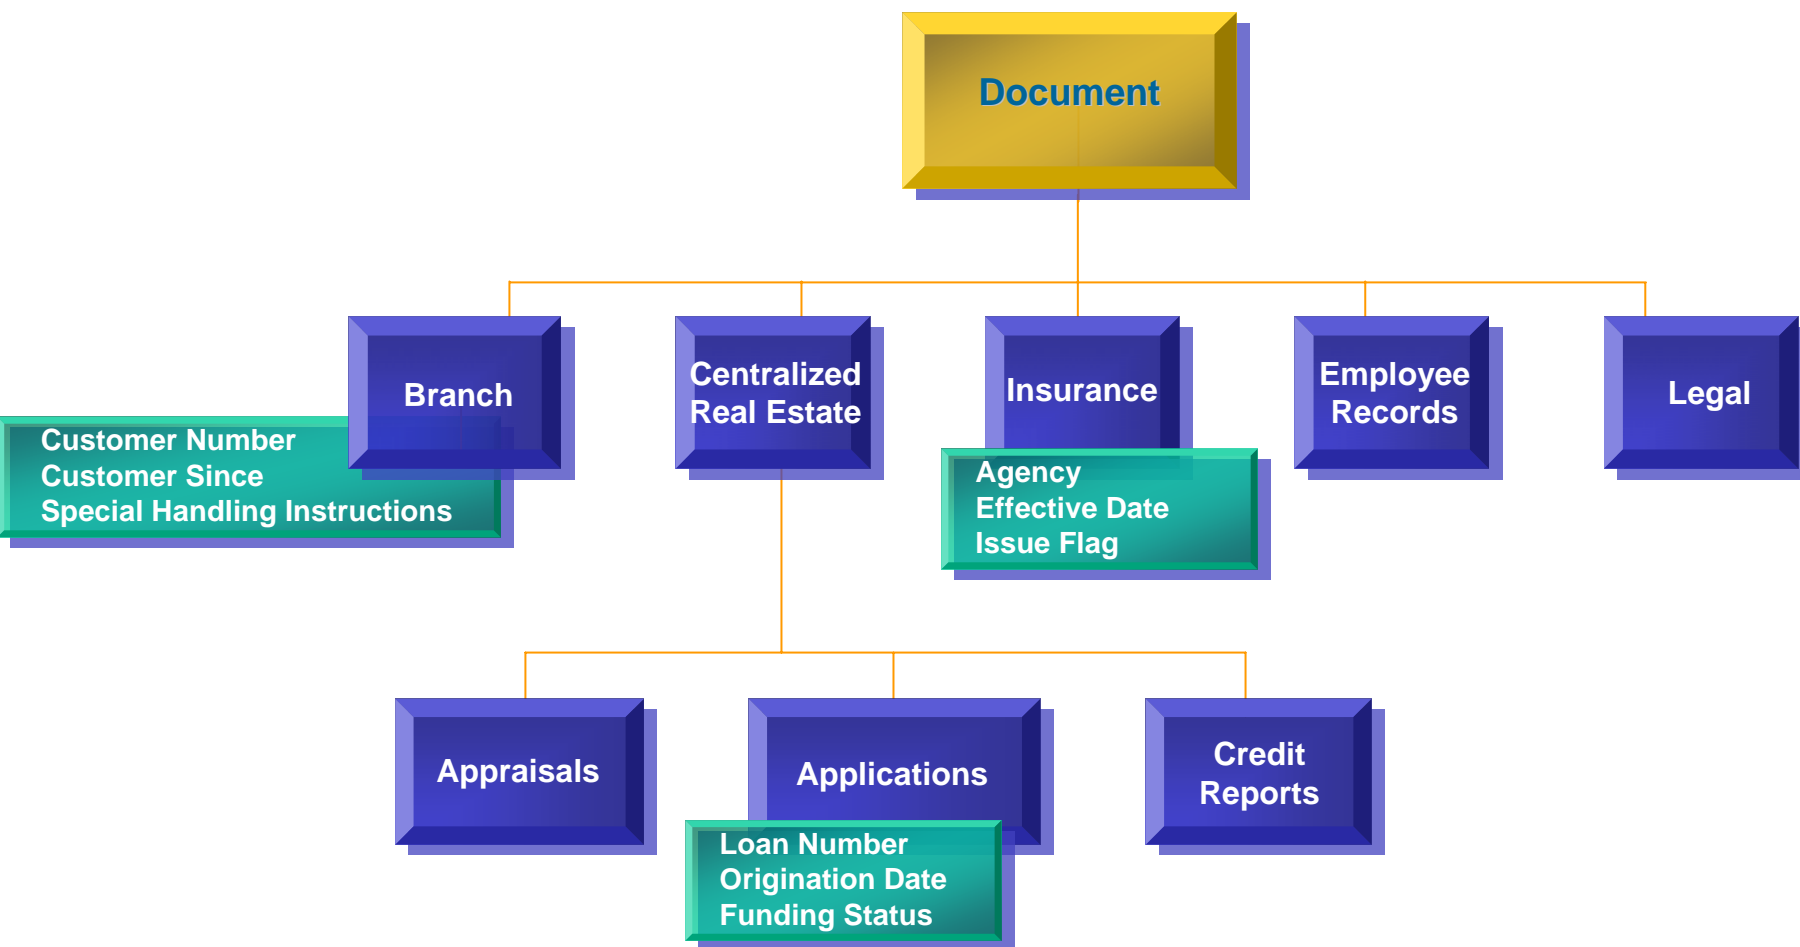 Document
Branch
Centralized
Real Estate
Insurance
Employee
Records
Legal
Customer Number
Customer Since
Special Handling Instructions
Agency
Effective Date
Issue Flag
Appraisals
Applications
Credit
Reports
Loan Number
Origination Date
Funding Status